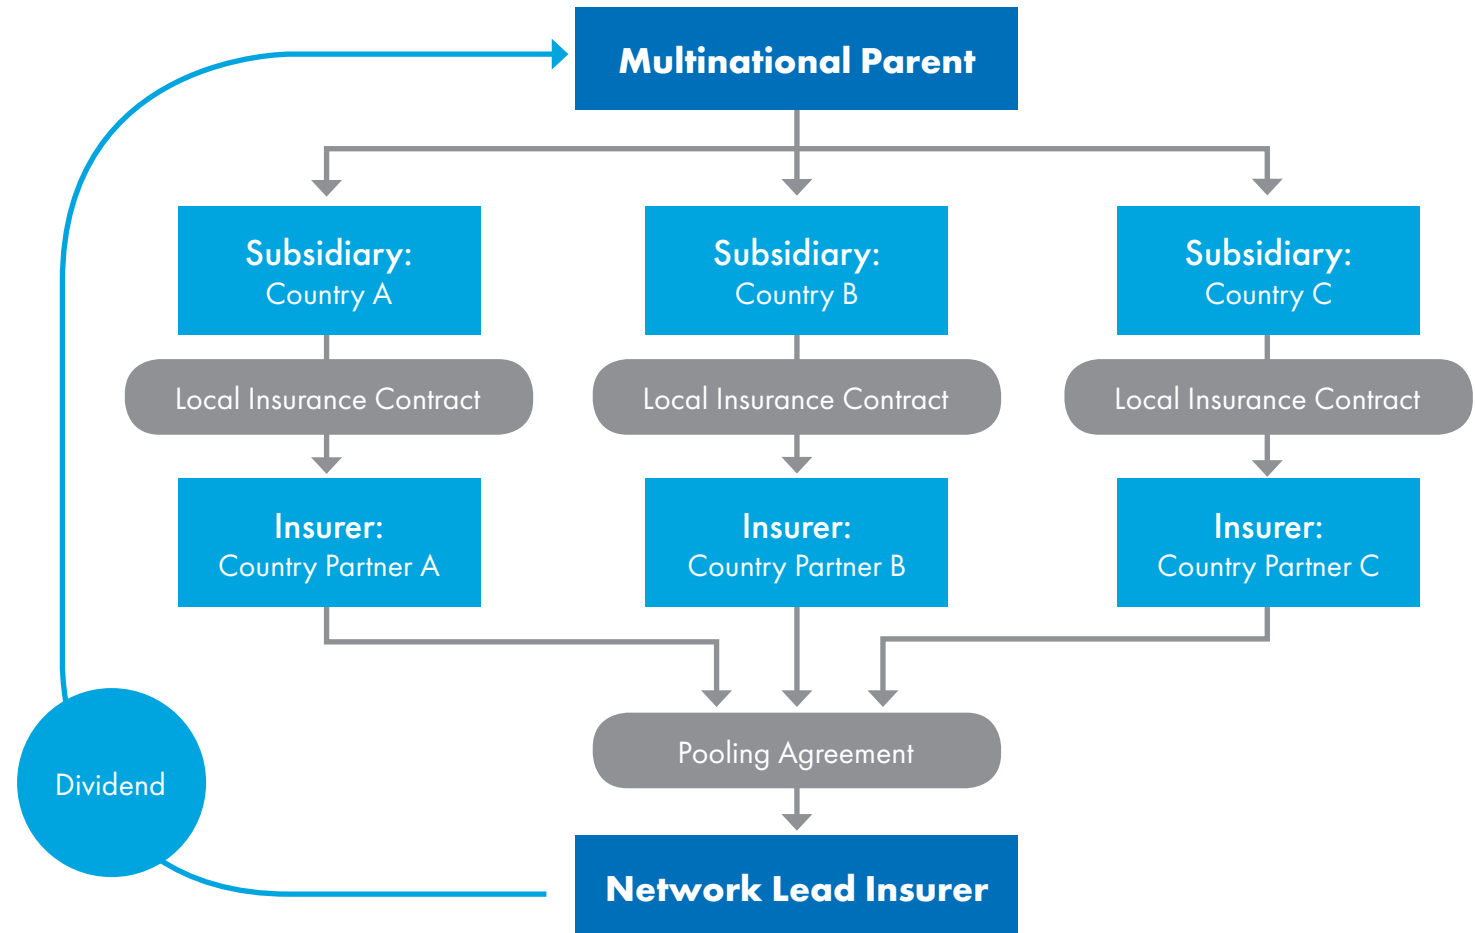 Multinational Parent
Subsidiary:
Country A
Subsidiary:
Country B
Subsidiary:
Country C
Local Insurance Contract
Local Insurance Contract
Local Insurance Contract
Insurer:
Country Partner A
Insurer:
Country Partner B
Insurer:
Country Partner C
Pooling Agreement
Dividend
Network Lead Insurer